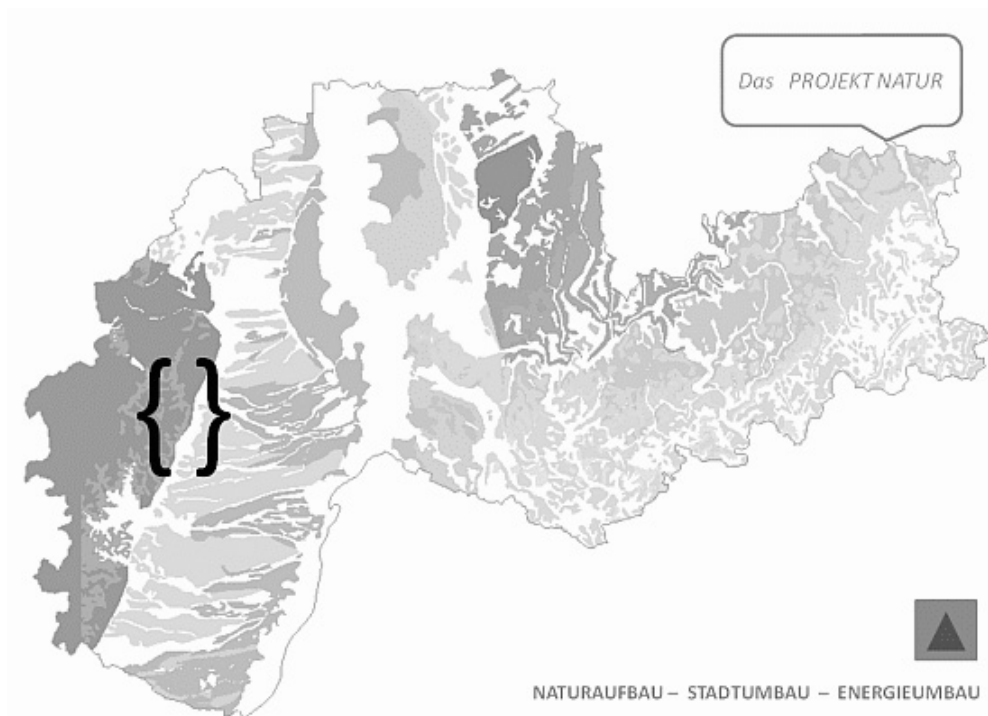 Das PROJEKT NATUR
{ }
NATURAUFBAU – STADTUMBAU – ENERGIEUMBAU